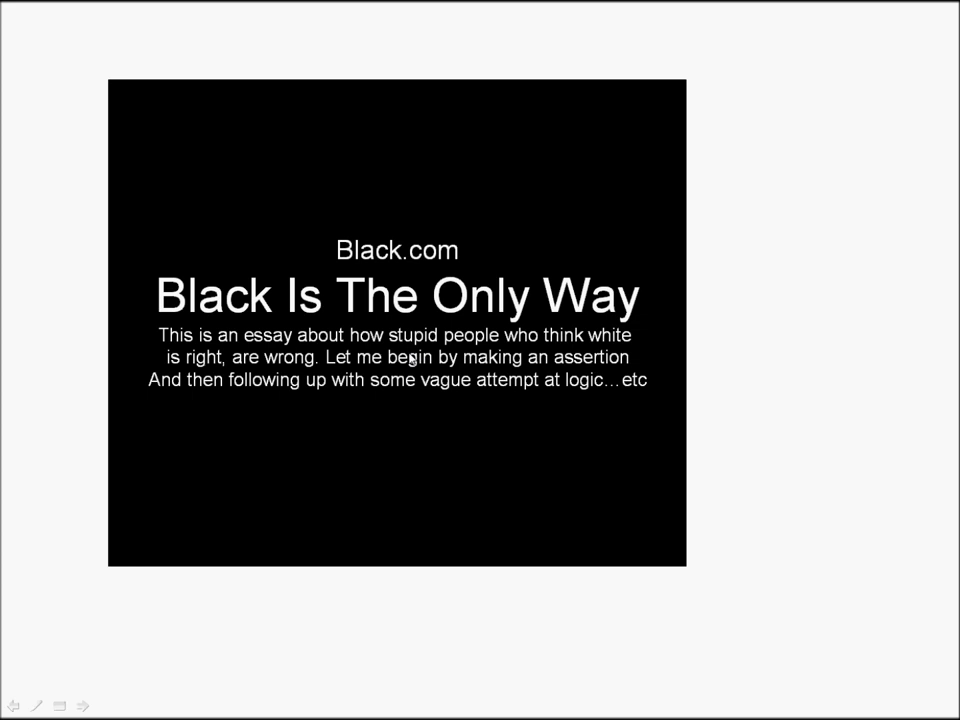 Black.com
Black Is The Only Way
This is an essay about how stupid people who think white
is right, are wrong. Let me begin by making an assertion
And then following up with some vague attempt at logic…etc